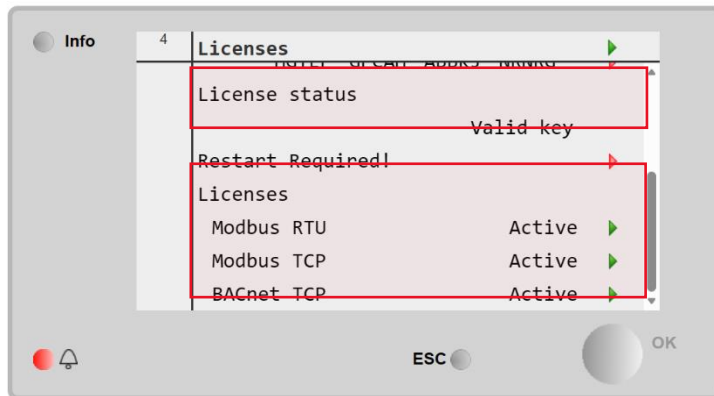 Info
4
Licenses
License status
Valid key
Restart Required!
Licenses
Modbus RTU Active
Modbus TCP Active
BACnet TCP Active
ESC
OK